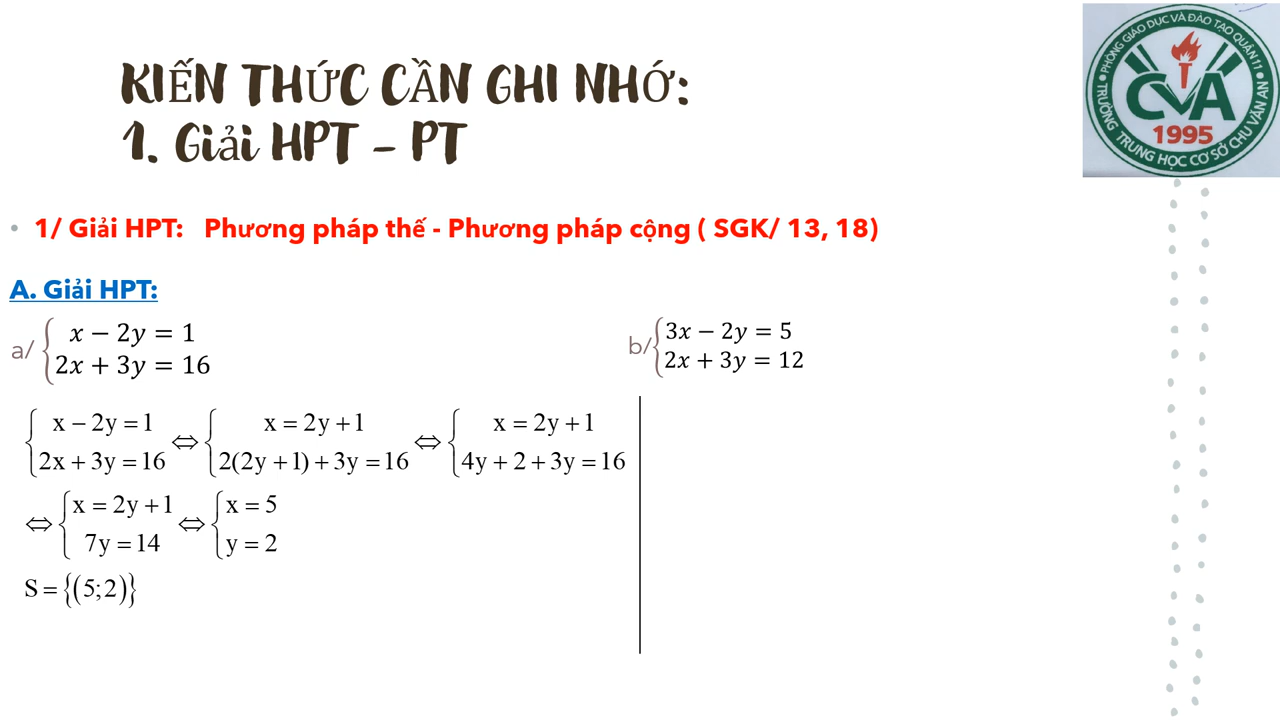 KIẾN THỨC CẦN GHI NHỚ:
1. Giải HPT – PT
PHÒNG GIÁO DỤC VÀ ĐÀO TẠO QUẬN 11
CVA
1995
TRƯỜNG TRUNG HỌC CƠ SỞ CHU VĂN AN
• 1/ Giải HPT: Phương pháp thế - Phương pháp cộng ( SGK/ 13, 18)
A. Giải HPT:
a/ { x − 2y = 1
2x + 3y = 16
b/ { 3x − 2y = 5
2x + 3y = 12
{ x − 2y = 1 ⇔ { x = 2y + 1 ⇔ { x = 2y + 1
2x + 3y = 16 2(2y + 1) + 3y = 16 4y + 2 + 3y = 16
⇔ { x = 2y + 1 ⇔ { x = 5
7y = 14 y = 2
S = {(5;2)}